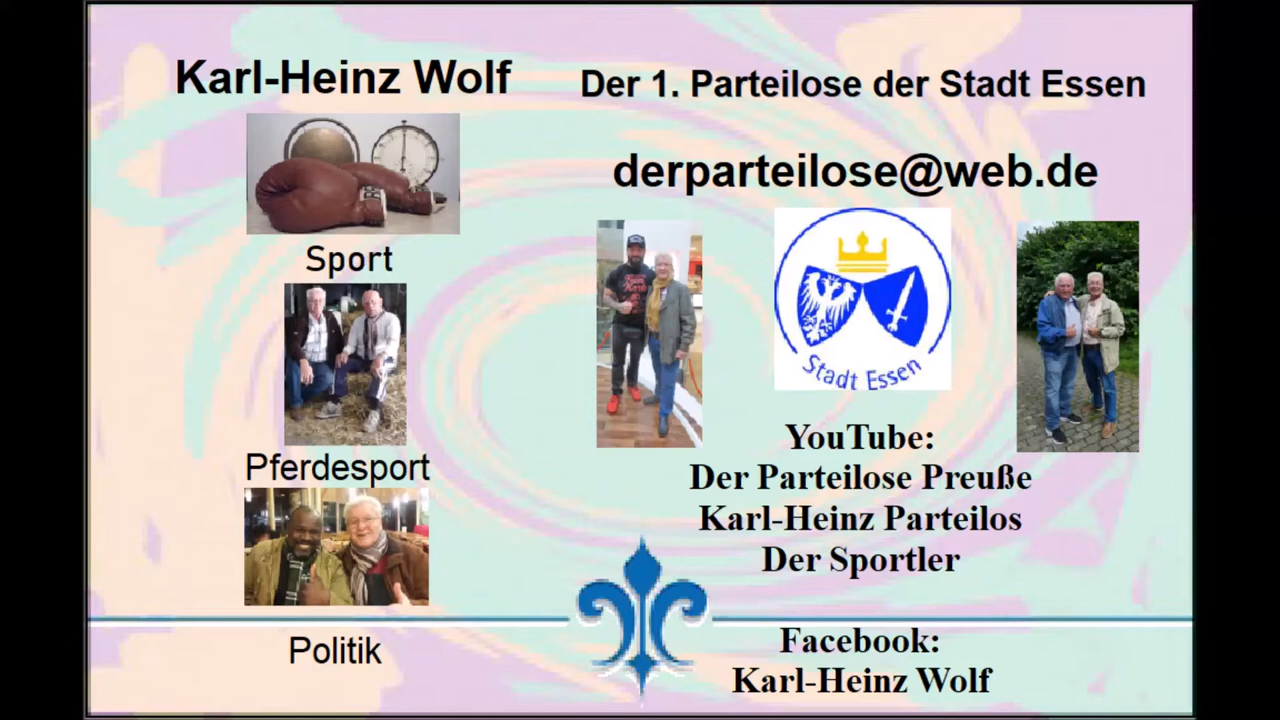 Karl-Heinz Wolf
Der 1. Parteilose der Stadt Essen
derparteilose@web.de
Sport
Pferdesport
Politik
Stadt Essen
YouTube:
Der Parteilose Preuße
Karl-Heinz Parteilos
Der Sportler
Facebook:
Karl-Heinz Wolf